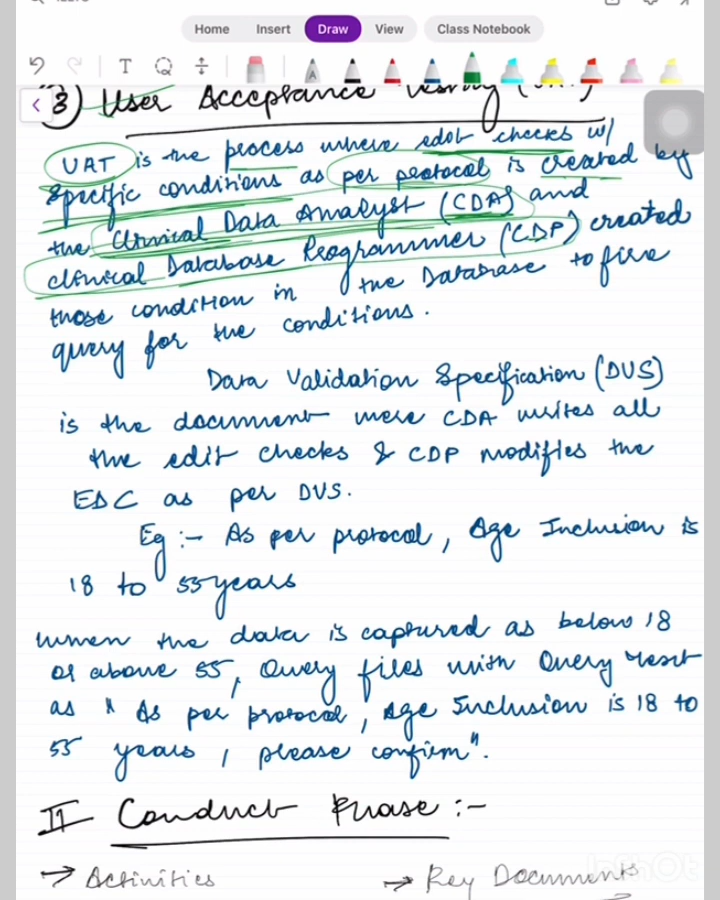 Home Insert Draw View Class Notebook
3) User Acceptance Testing
UAT is the process where edit checks w/
specific conditions as per protocol is created by
the Clinical Data Analyst (CDA) and
Clinical Database Programmer (CDP) created
those condition in the Database to fire
query for the conditions.
Data Validation Specification (DVS)
is the document were CDA writes all
the edit checks & CDP modifies the
EDC as per DVS.
Eg :- As per protocol, Age Inclusion is
18 to 55 years
when the data is captured as below 18
or above 55, Query files with Query text
as " As per protocol, Age Inclusion is 18 to
55 years, please confirm".
II Conduct Phase :-
→ Activities → Key Documents